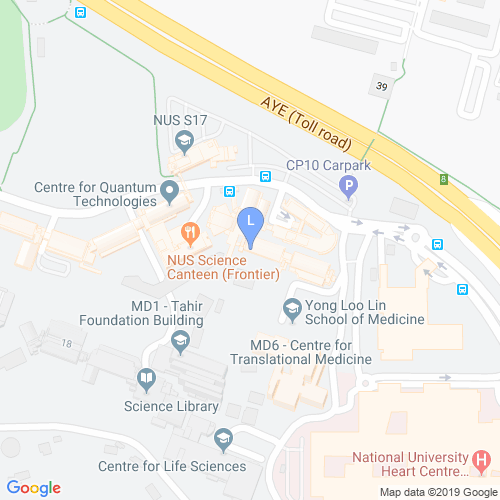 39
AYE (Toll road)
NUS S17
CP10 Carpark
P
8
Centre for Quantum
Technologies
L
NUS Science
Canteen (Frontier)
MD1 - Tahir
Foundation Building
Yong Loo Lin
School of Medicine
18
MD6 - Centre for
Translational Medicine
Science Library
Centre for Life Sciences
National University
Heart Centre...
H
Google
Map data ©2019 Google